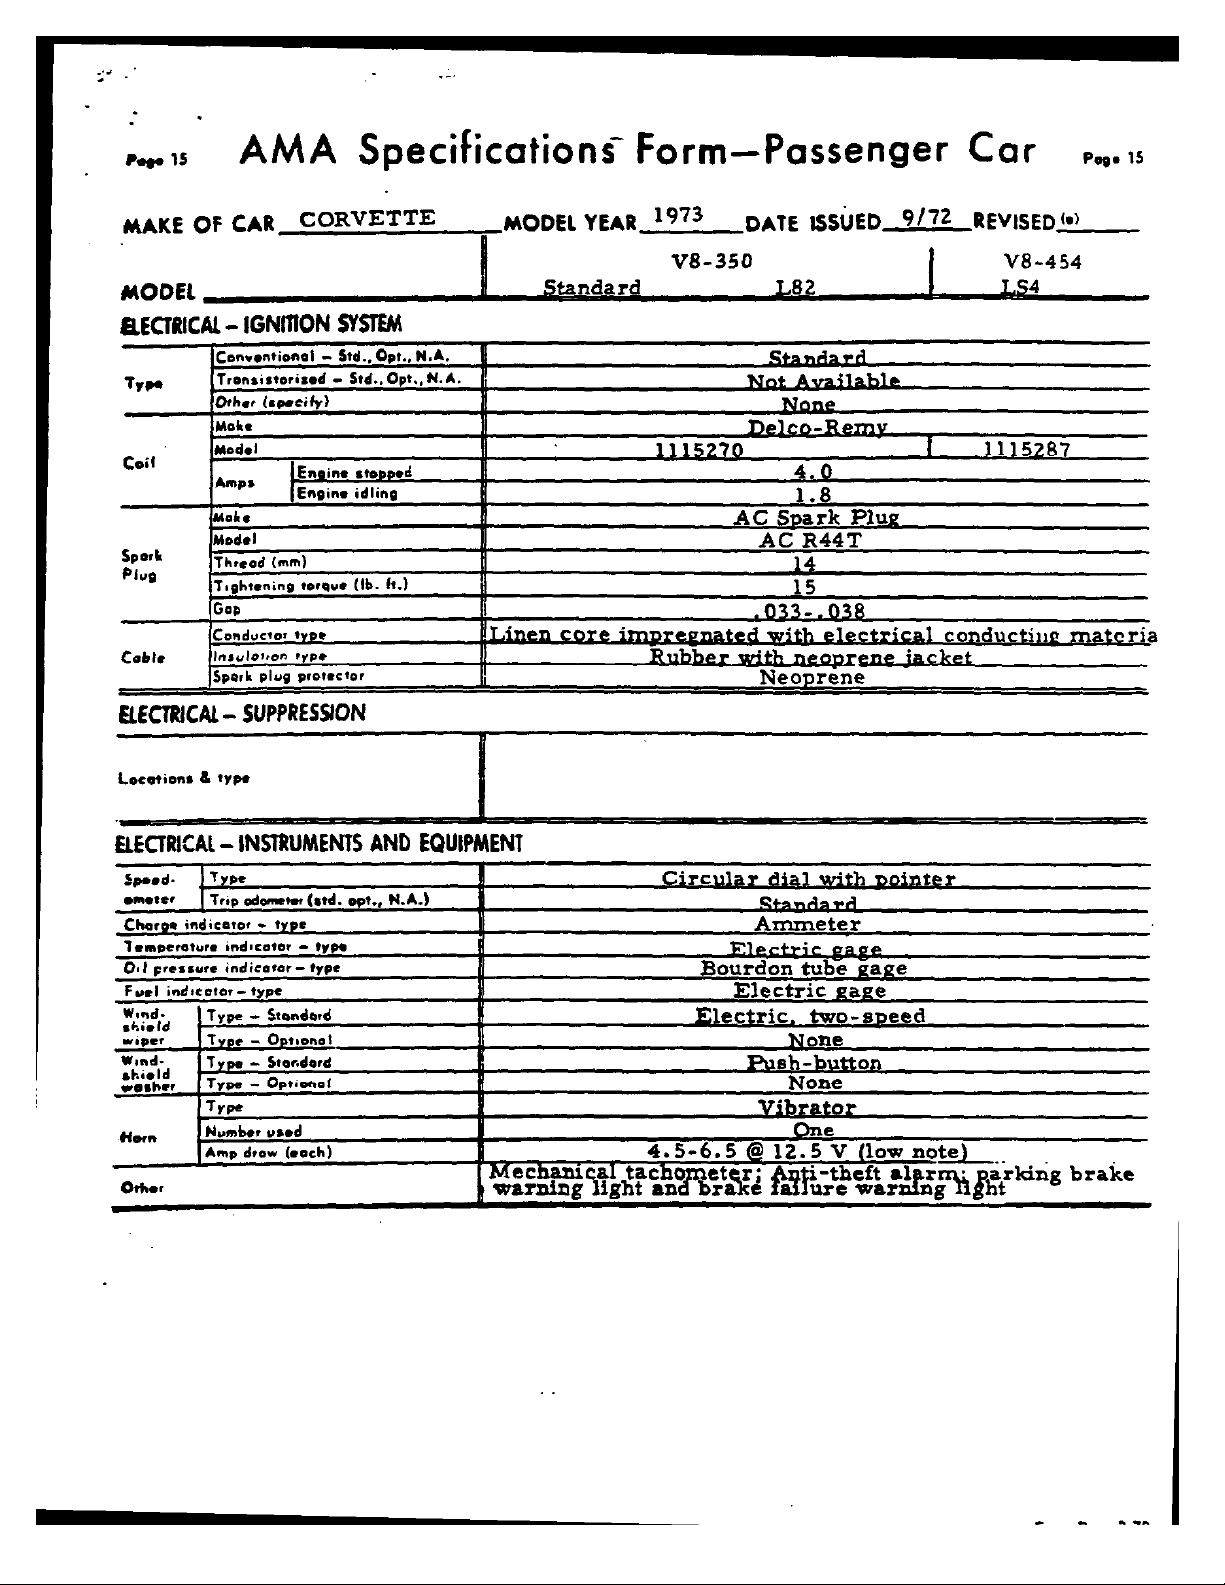 Page 15 AMA Specifications Form—Passenger Car Page 15
MAKE OF CAR CORVETTE MODEL YEAR 1973 DATE ISSUED 9/72 REVISED (•)
V8-350 V8-454
MODEL Standard L82 LS4
ELECTRICAL – IGNITION SYSTEM
Type
Conventional – Std., Opt., N.A. Standard
Transistorized – Std., Opt., N.A. Not Available
Other (specify) None
Coil
Make Delco-Remy
Model 1115270 1115287
Amps
Engine stopped 4.0
Engine idling 1.8
Spark Plug
Make AC Spark Plug
Model AC R44T
Thread (mm) 14
Tightening torque (lb. ft.) 15
Gap .033-.038
Cable
Conductor type Linen core impregnated with electrical conducting materia
Insulation type Rubber with neoprene jacket
Spark plug protector Neoprene
ELECTRICAL – SUPPRESSION
Locations & type
ELECTRICAL – INSTRUMENTS AND EQUIPMENT
Speed-
ometer
Type Circular dial with pointer
Trip odometer (std. opt., N.A.) Standard
Charge indicator – type Ammeter
Temperature indicator – type Electric gage
Oil pressure indicator – type Bourdon tube gage
Fuel indicator – type Electric gage
Wind-
shield
wiper
Type – Standard Electric, two-speed
Type – Optional None
Wind-
shield
washer
Type – Standard Push-button
Type – Optional None
Horn
Type Vibrator
Number used One
Amp draw (each) 4.5-6.5 @ 12.5 V (low note)
Other
Mechanical tachometer; Anti-theft alarm; parking brake
warning light and brake failure warning light